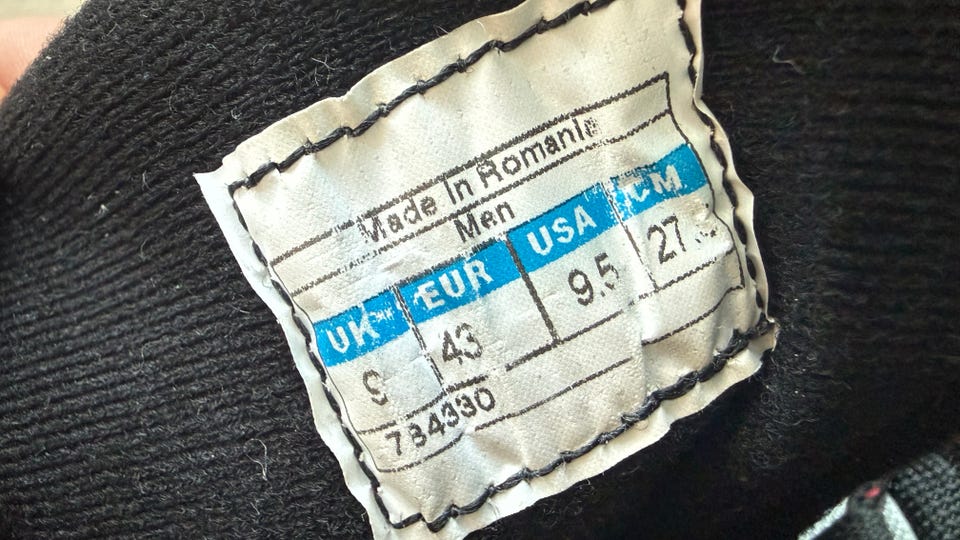 Made In Romania
Men
UK EUR USA CM
9 43 9.5 27
784330